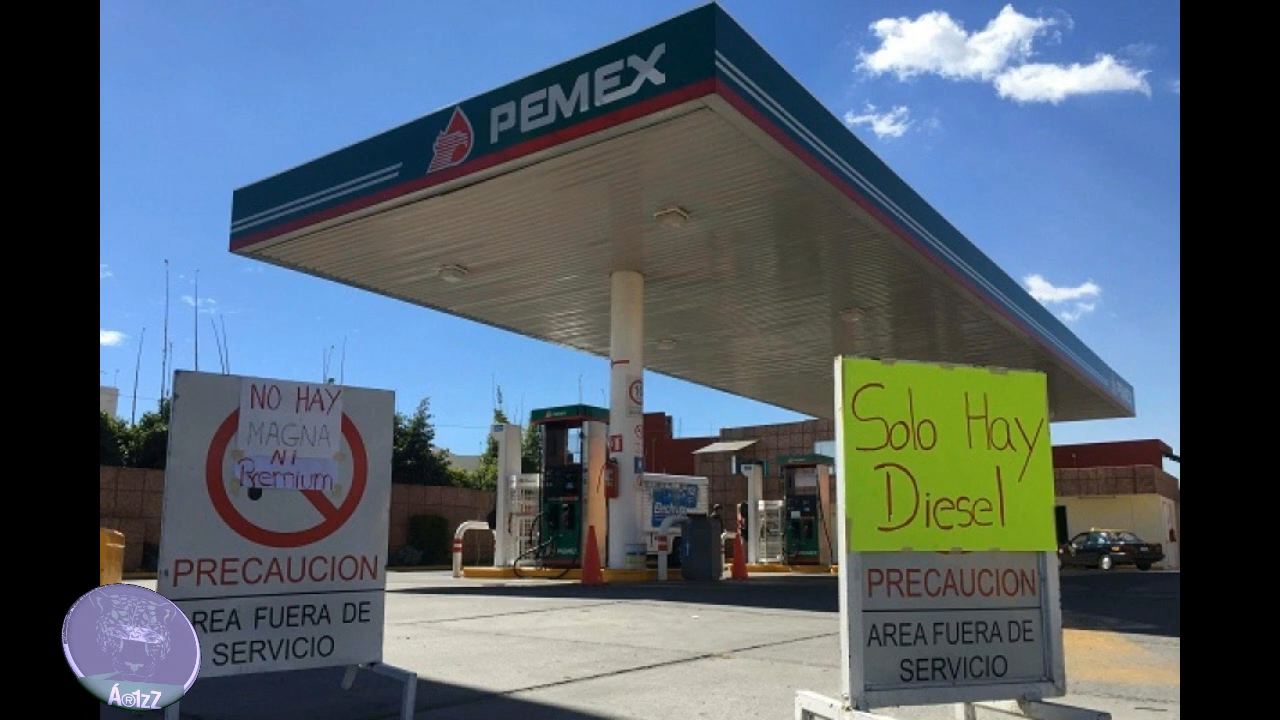 PEMEX
NO HAY
MAGNA
Ni
Premium
PRECAUCION
AREA FUERA DE
SERVICIO
Solo Hay
Diesel
PRECAUCION
AREA FUERA DE
SERVICIO
Á®1zZ